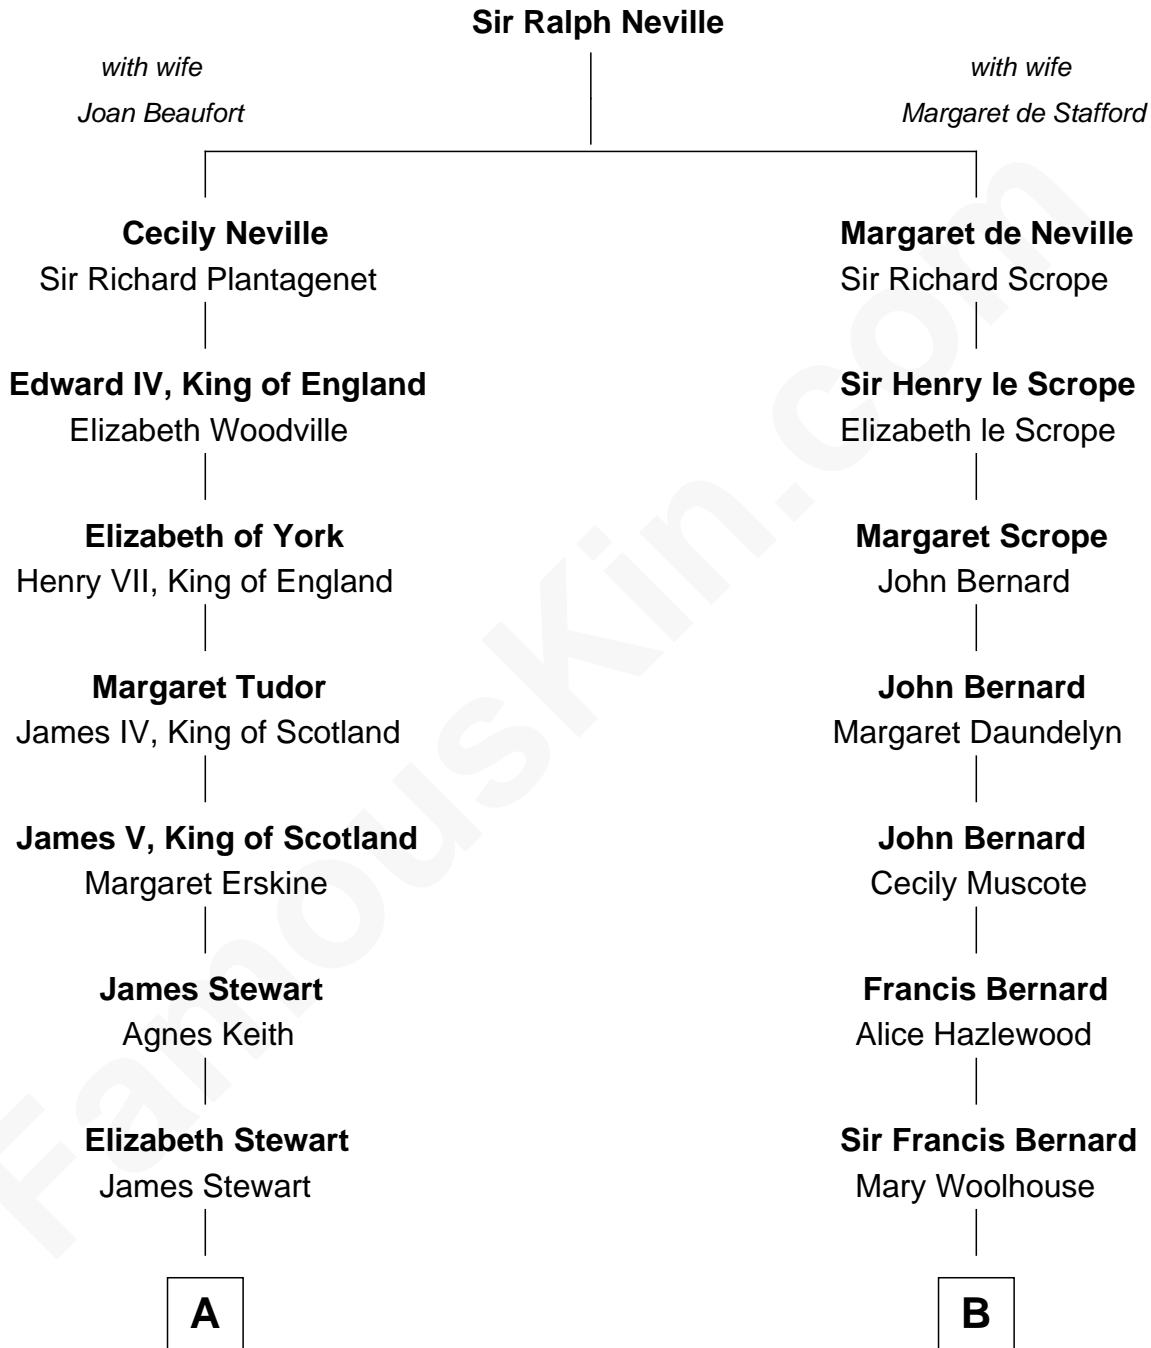 Sir Ralph Neville
with wife
Joan Beaufort
with wife
Margaret de Stafford
Cecily Neville
Sir Richard Plantagenet
Margaret de Neville
Sir Richard Scrope
Edward IV, King of England
Elizabeth Woodville
Sir Henry le Scrope
Elizabeth le Scrope
Elizabeth of York
Henry VII, King of England
Margaret Scrope
John Bernard
Margaret Tudor
James IV, King of Scotland
John Bernard
Margaret Daundelyn
James V, King of Scotland
Margaret Erskine
John Bernard
Cecily Muscote
James Stewart
Agnes Keith
Francis Bernard
Alice Hazlewood
Elizabeth Stewart
James Stewart
Sir Francis Bernard
Mary Woolhouse
A
B
FamousKin.com